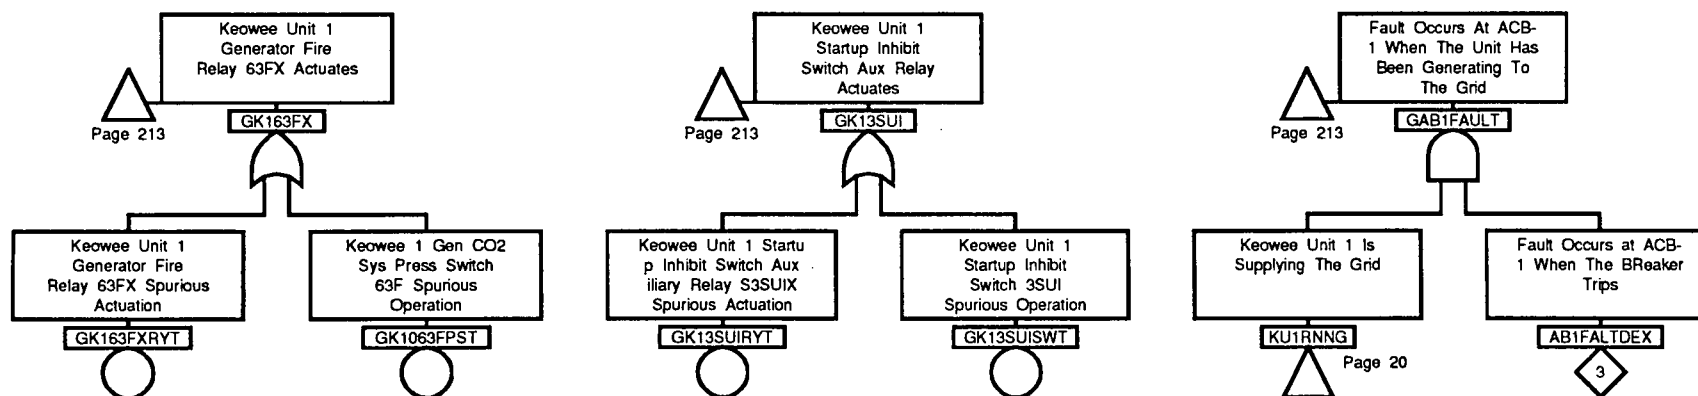 Keowee Unit 1
Generator Fire
Relay 63FX Actuates
Page 213
GK163FX
Keowee Unit 1
Generator Fire
Relay 63FX Spurious
Actuation
GK163FXRYT
Keowee 1 Gen CO2
Sys Press Switch
63F Spurious
Operation
GK1063FPST
Keowee Unit 1
Startup Inhibit
Switch Aux Relay
Actuates
Page 213
GK13SUI
Keowee Unit 1 Startu
p Inhibit Switch Aux
iliary Relay S3SUIX
Spurious Actuation
GK13SUIRYT
Keowee Unit 1
Startup Inhibit
Switch 3SUI
Spurious Operation
GK13SUISWT
Fault Occurs At ACB-
1 When The Unit Has
Been Generating To
The Grid
Page 213
GAB1FAULT
Keowee Unit 1 Is
Supplying The Grid
KU1RNNG
Page 20
Fault Occurs at ACB-
1 When The BReaker
Trips
AB1FALTDEX
3